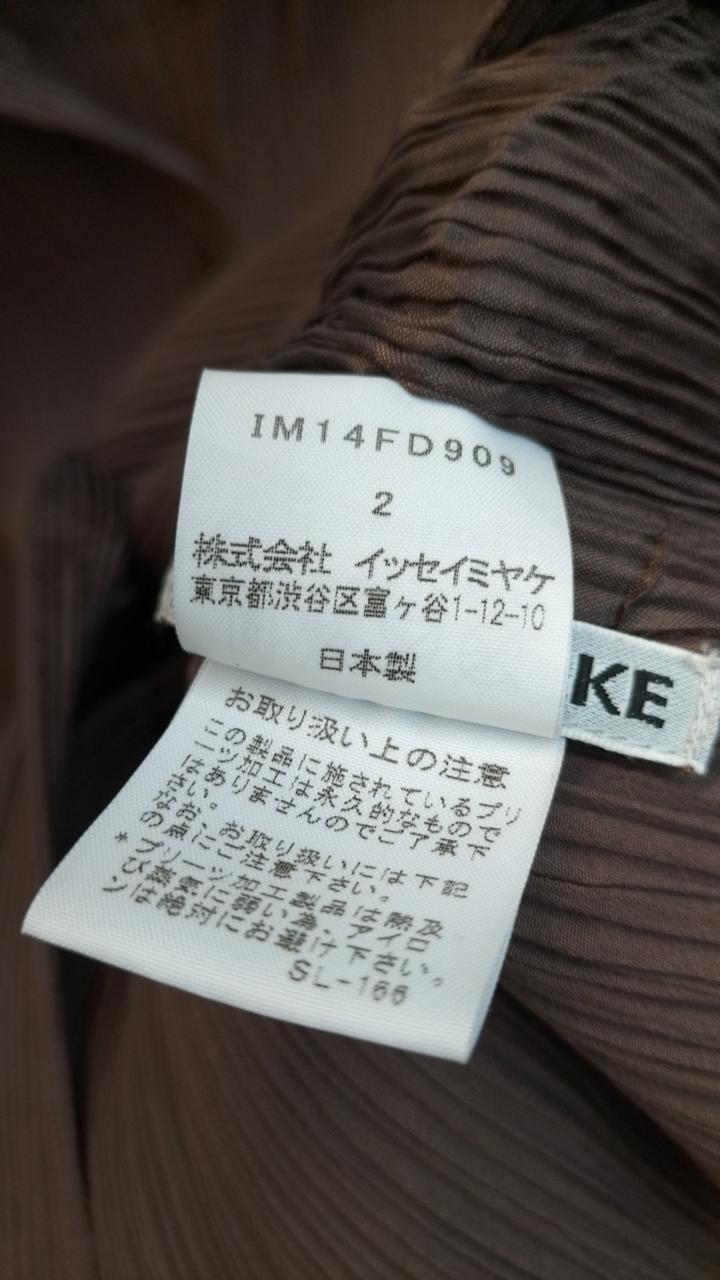 IM14FD909
2
株式会社 イッセイミヤケ
東京都渋谷区富ヶ谷1-12-10
日本製
KE
お取り扱い上の注意
この製品に施されているプリ
ーツ加工は永久的なもので
はありませんのでご了承下
さい。
なお、お取り扱いには下記
の点にご注意下さい。
*プリーツ加工製品は熱及
び蒸気に弱い為、アイロ
ンは絶対にお避け下さい。
SL-166